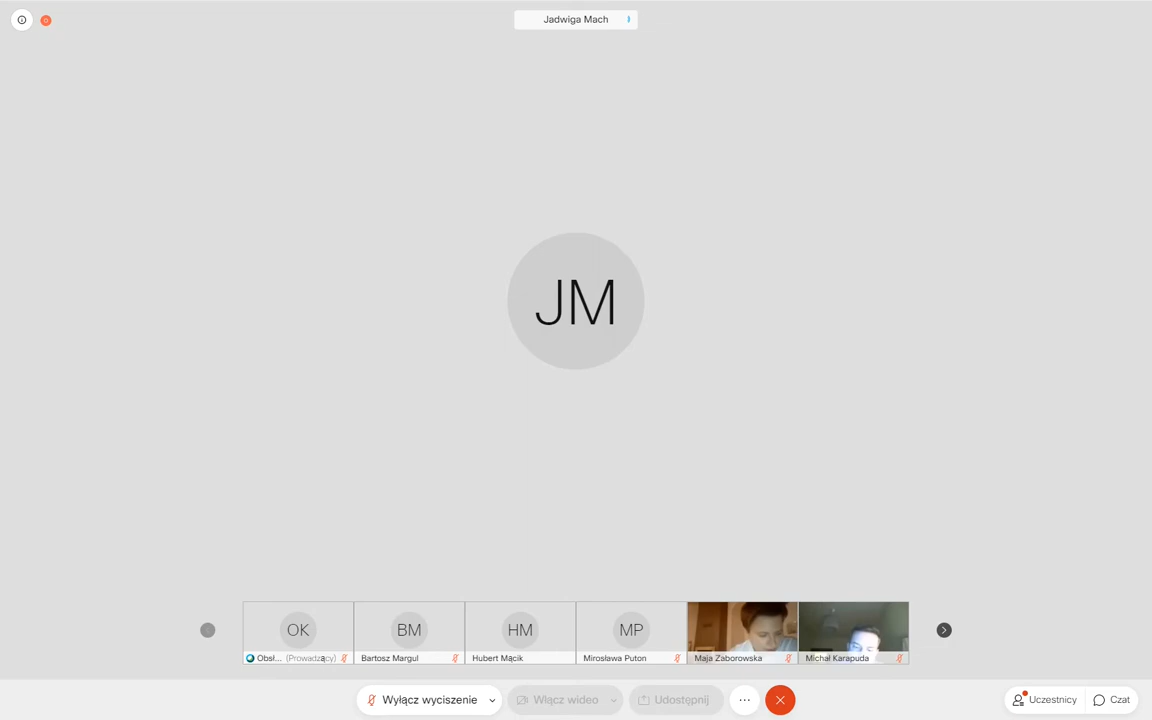 Jadwiga Mach
JM
OK
BM
HM
MP
Obsł... (Prowadzący)
Bartosz Margul
Hubert Mącik
Mirosława Puton
Maja Zaborowska
Michał Karapuda
Wyłącz wyciszenie
Włącz wideo
Udostępnij
Uczestnicy
Czat